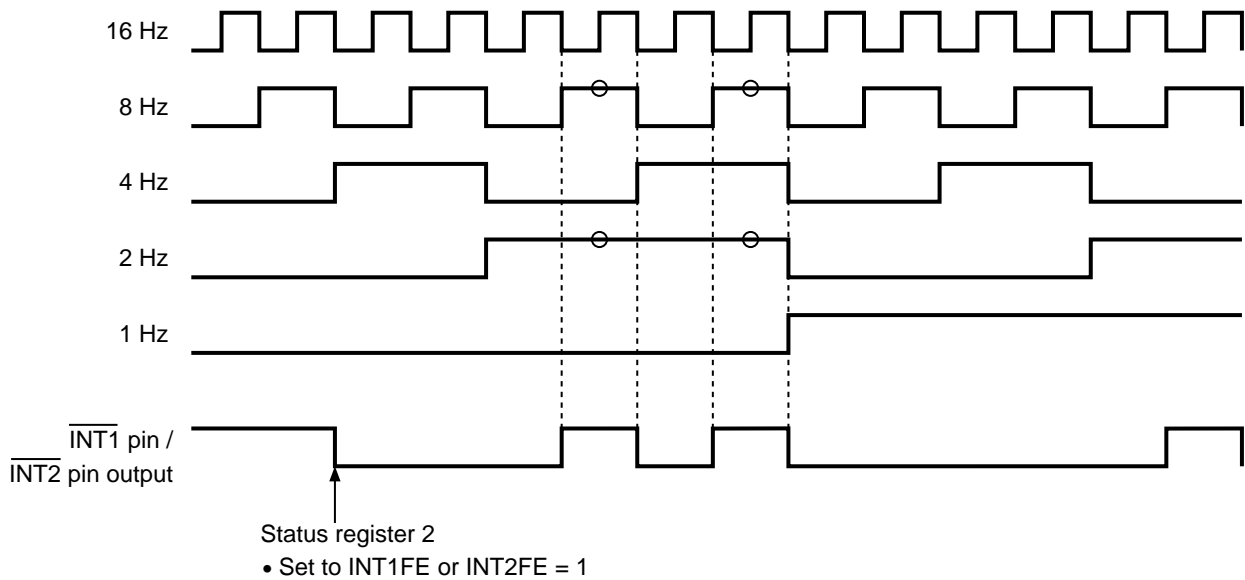 16 Hz
8 Hz
4 Hz
2 Hz
1 Hz
INT1 pin /
INT2 pin output
Status register 2
• Set to INT1FE or INT2FE = 1